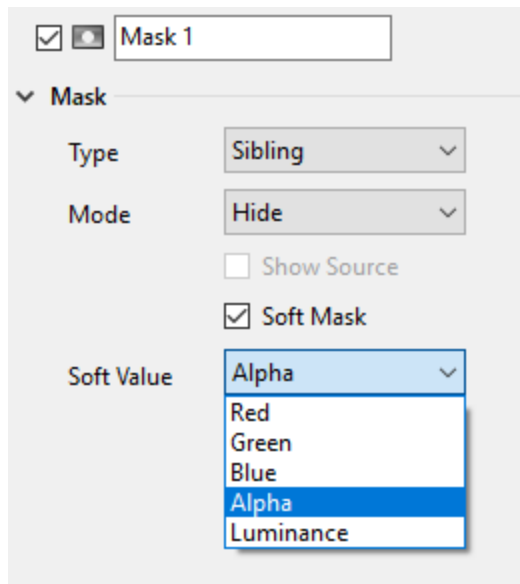 Mask 1
Mask
Type Sibling
Mode Hide
Show Source
Soft Mask
Soft Value Alpha
Red
Green
Blue
Alpha
Luminance